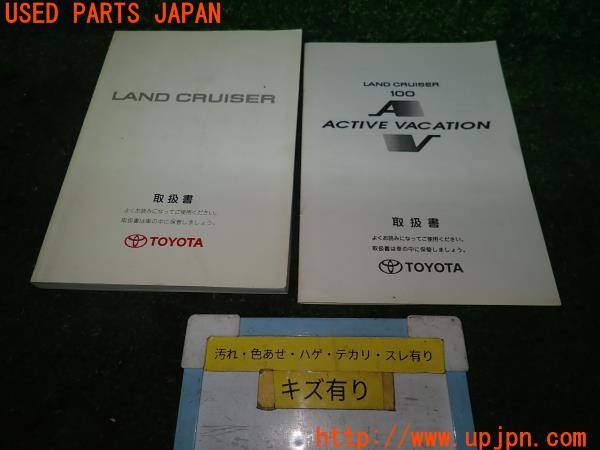 USED PARTS JAPAN
LAND CRUISER
取扱書
よくお読みになってご使用ください。
取扱書は車の中に保管しましょう。
TOYOTA
LAND CRUISER
100
A
ACTIVE VACATION
V
取扱書
よくお読みになってご使用ください。
取扱書は車の中に保管しましょう。
TOYOTA
汚れ・色あせ・ハゲ・テカリ・スレ有り
キズ有り
http://www.upjpn.com